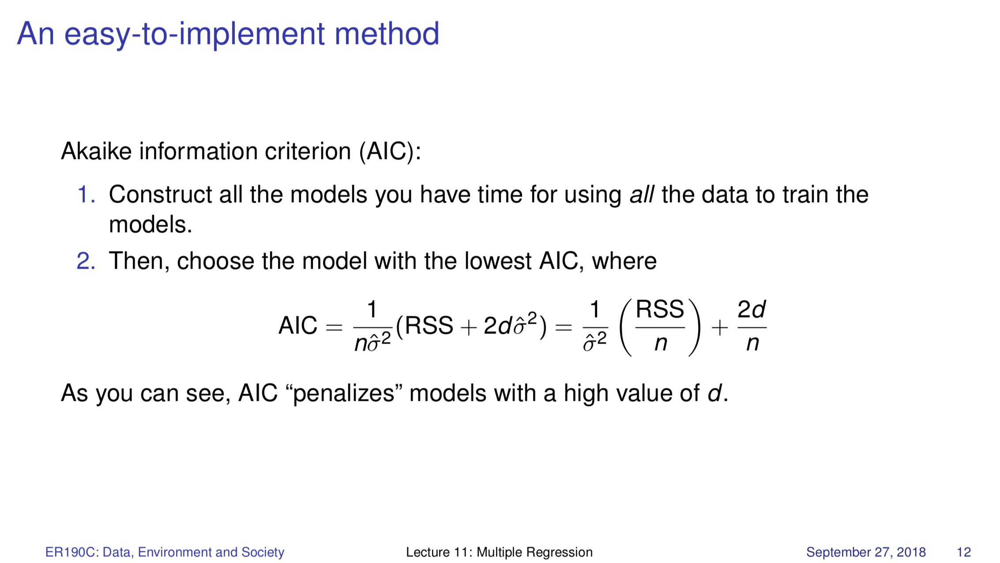 An easy-to-implement method
Akaike information criterion (AIC):
1. Construct all the models you have time for using all the data to train the
models.
2. Then, choose the model with the lowest AIC, where
AIC = \frac{1}{n\hat{\sigma}^2}(RSS + 2d\hat{\sigma}^2) = \frac{1}{\hat{\sigma}^2}\left(\frac{RSS}{n}\right) + \frac{2d}{n}
As you can see, AIC “penalizes” models with a high value of d.
ER190C: Data, Environment and Society Lecture 11: Multiple Regression September 27, 2018 12